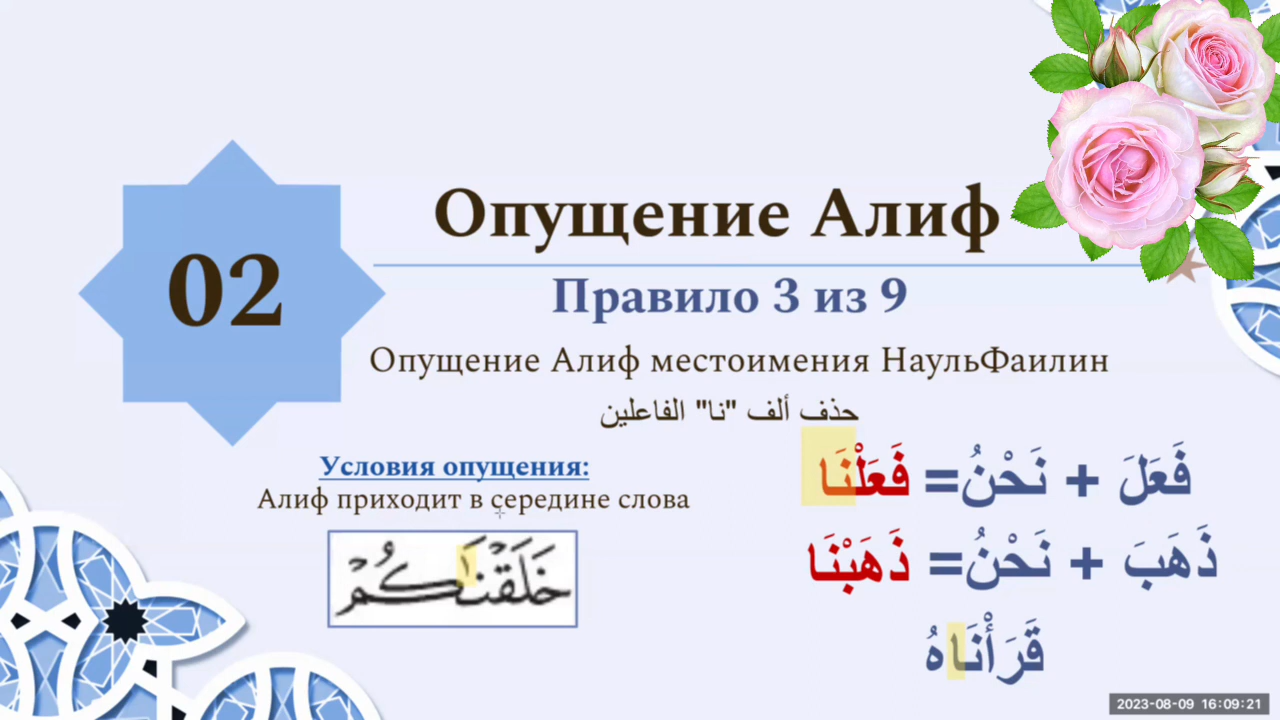 02
Опущение Алиф
Правило 3 из 9
Опущение Алиф местоимения НаульФаилин
حذف ألف "نا" الفاعلين
Условия опущения:
Алиф приходит в середине слова
خَلَقْنَٰكُمْ
فَعَلَ + نَحْنُ= فَعَلْنَا
ذَهَبَ + نَحْنُ= ذَهَبْنَا
قَرَأْنَاهُ
2023-08-09 16:09:21